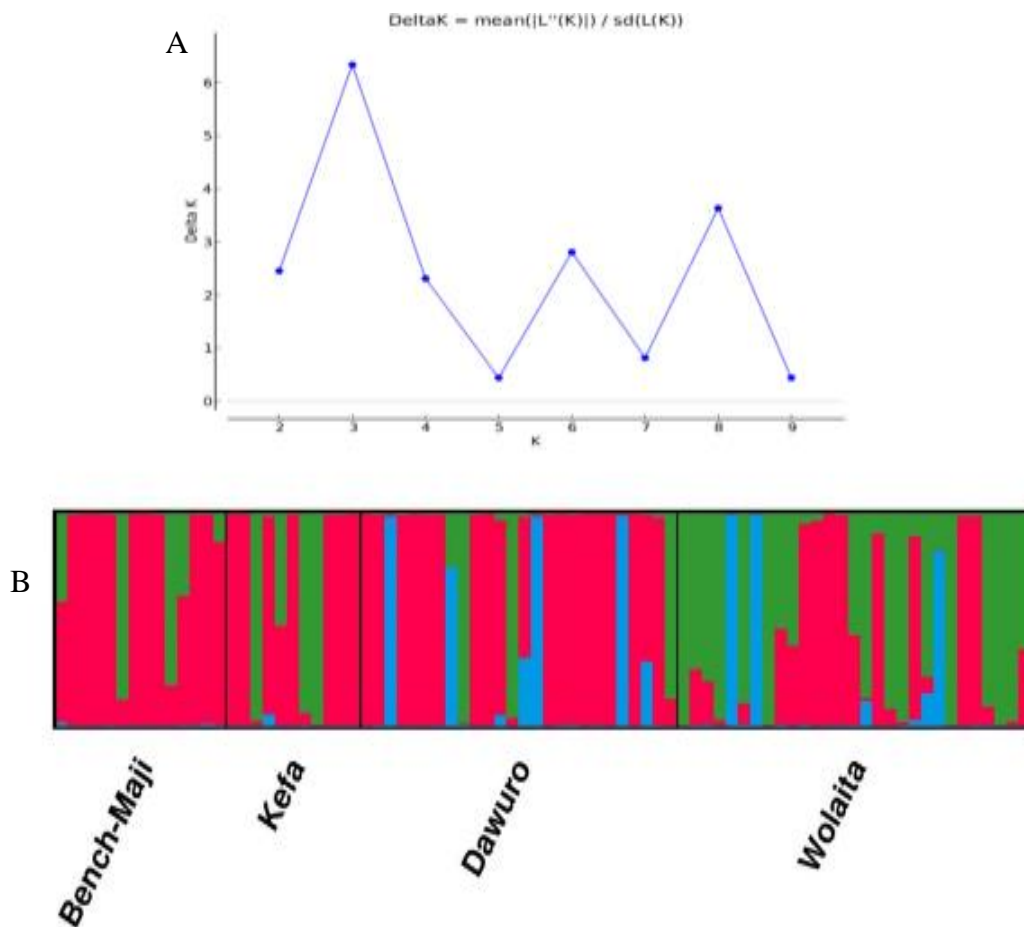 DeltaK = mean(|L''(K)|) / sd(L(K))
A
6
5
4
3
2
1
0
Delta K
2 3 4 5 6 7 8 9
K
B
Bench-Maji
Kefa
Dawuro
Wolaita